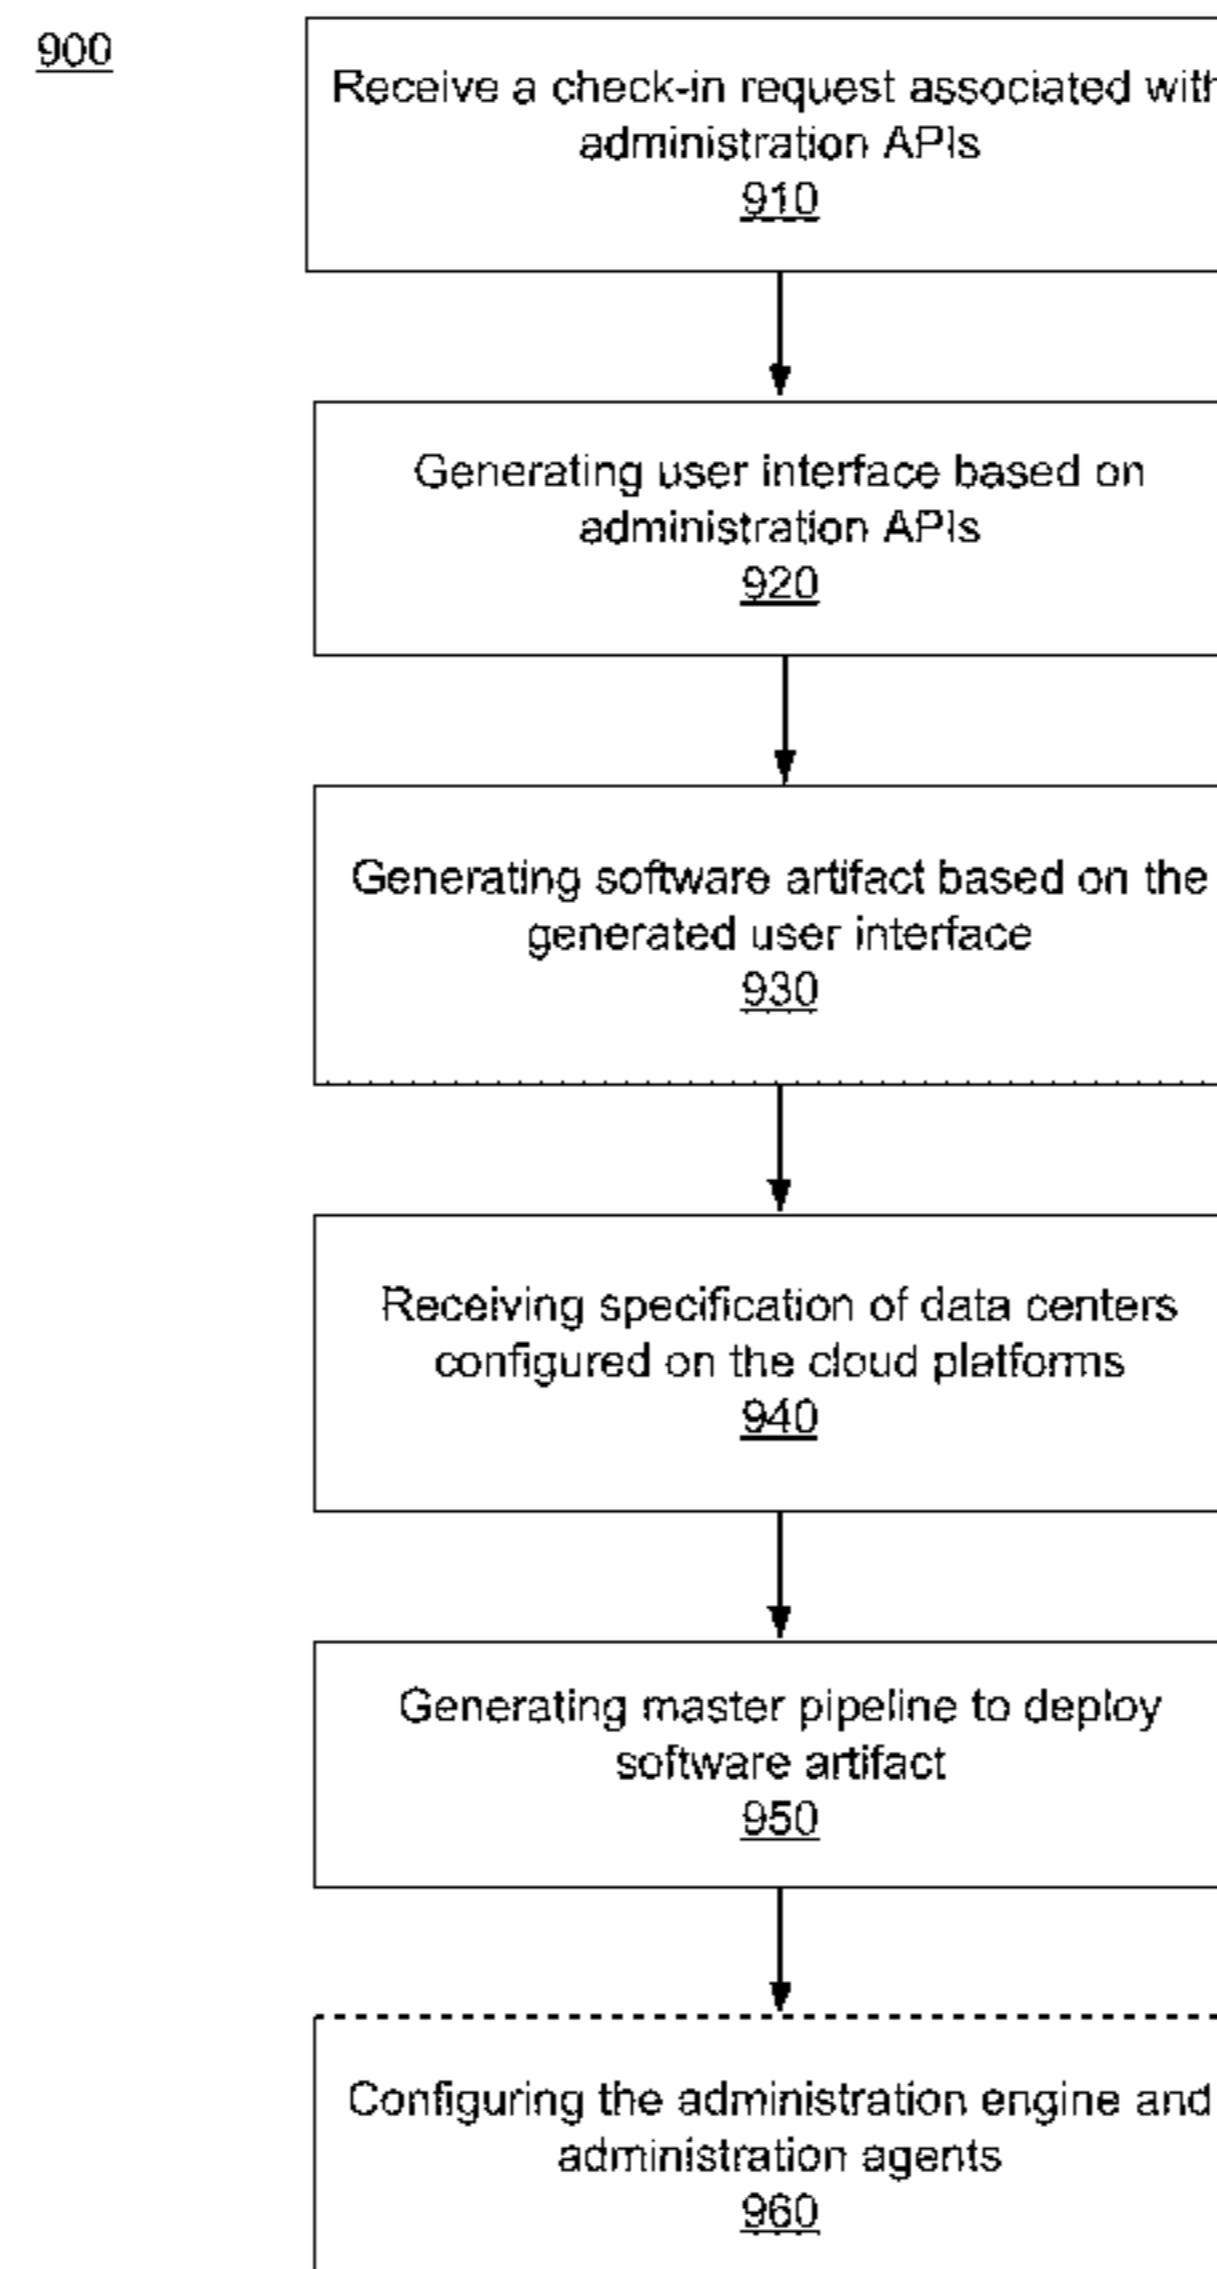 900
Receive a check-in request associated with
administration APIs
910
Generating user interface based on
administration APIs
920
Generating software artifact based on the
generated user interface
930
Receiving specification of data centers
configured on the cloud platforms
940
Generating master pipeline to deploy
software artifact
950
Configuring the administration engine and
administration agents
960